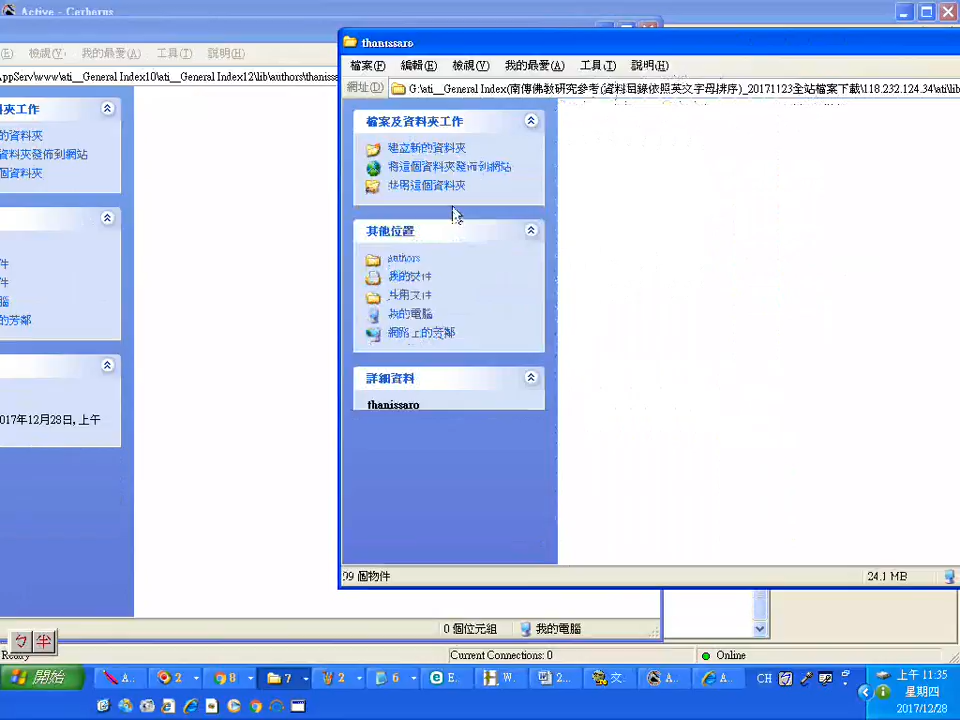 Active - Cerberus
(E) 檢視(V) 我的最愛(A) 工具(T) 說明(H)
AppServ\www\ati__General Index10\ati__General Index12\lib\authors\thaniss
料夾工作
的資料夾
資料夾發佈到網站
個資料夾
件
件
腦
的芳鄰
2017年12月28日, 上午
0 個位元組 我的電腦
thanissaro
檔案(F) 編輯(E) 檢視(V) 我的最愛(A) 工具(T) 說明(H)
網址(D) G:\ati__General Index(南傳佛教研究參考(資料目錄依照英文字母排序)_20171123全站檔案下載\118.232.124.34\ati\lib
檔案及資料夾工作
建立新的資料夾
將這個資料夾發佈到網站
共用這個資料夾
其他位置
authors
我的文件
共用文件
我的電腦
網路上的芳鄰
詳細資料
thanissaro
99 個物件 24.1 MB
ㄅ 半
Ready Current Connections: 0 Online
開始 A.. 2 8 7 2 6 E.. W.. 2... 文.. A... A... CH 上午 11:35
星期四
2017/12/28